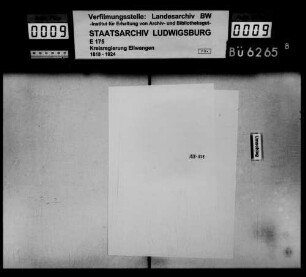 0009
Verfilmungsstelle: Landesarchiv BW
-Institut für Erhaltung von Archiv- und Bibliotheksgut-
STAATSARCHIV LUDWIGSBURG
E 175
Kreisregierung Ellwangen
1818 - 1924
0009
BÜ 6265